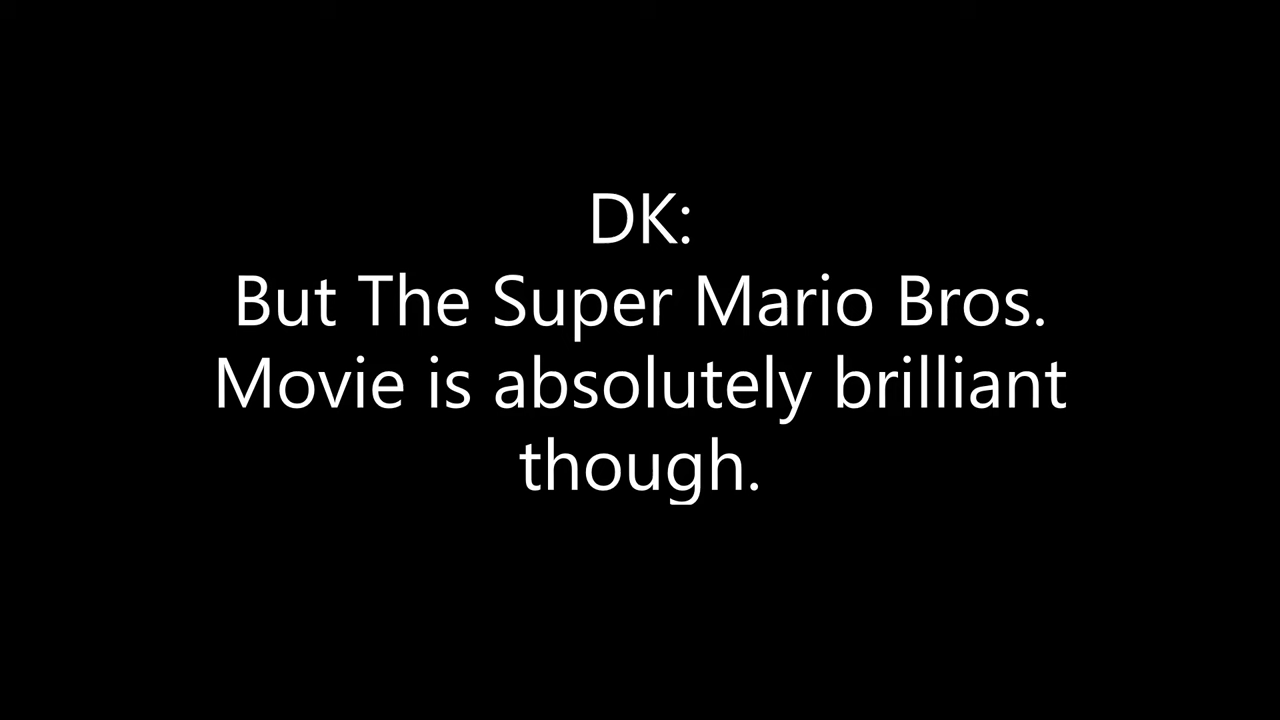 DK:
But The Super Mario Bros.
Movie is absolutely brilliant
though.